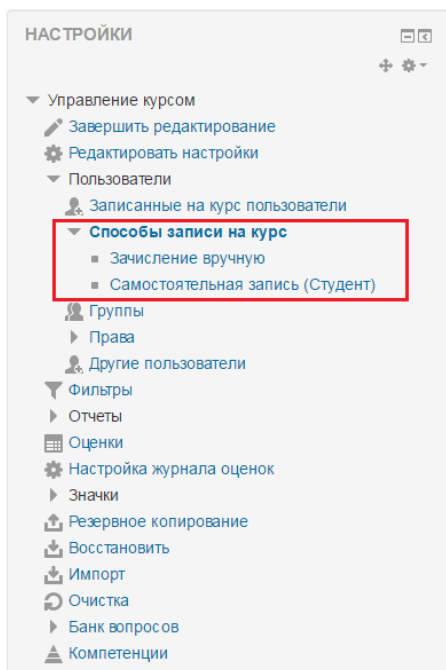 НАСТРОЙКИ
Управление курсом
Завершить редактирование
Редактировать настройки
Пользователи
Записанные на курс пользователи
Способы записи на курс
Зачисление вручную
Самостоятельная запись (Студент)
Группы
Права
Другие пользователи
Фильтры
Отчеты
Оценки
Настройка журнала оценок
Значки
Резервное копирование
Восстановить
Импорт
Очистка
Банк вопросов
Компетенции